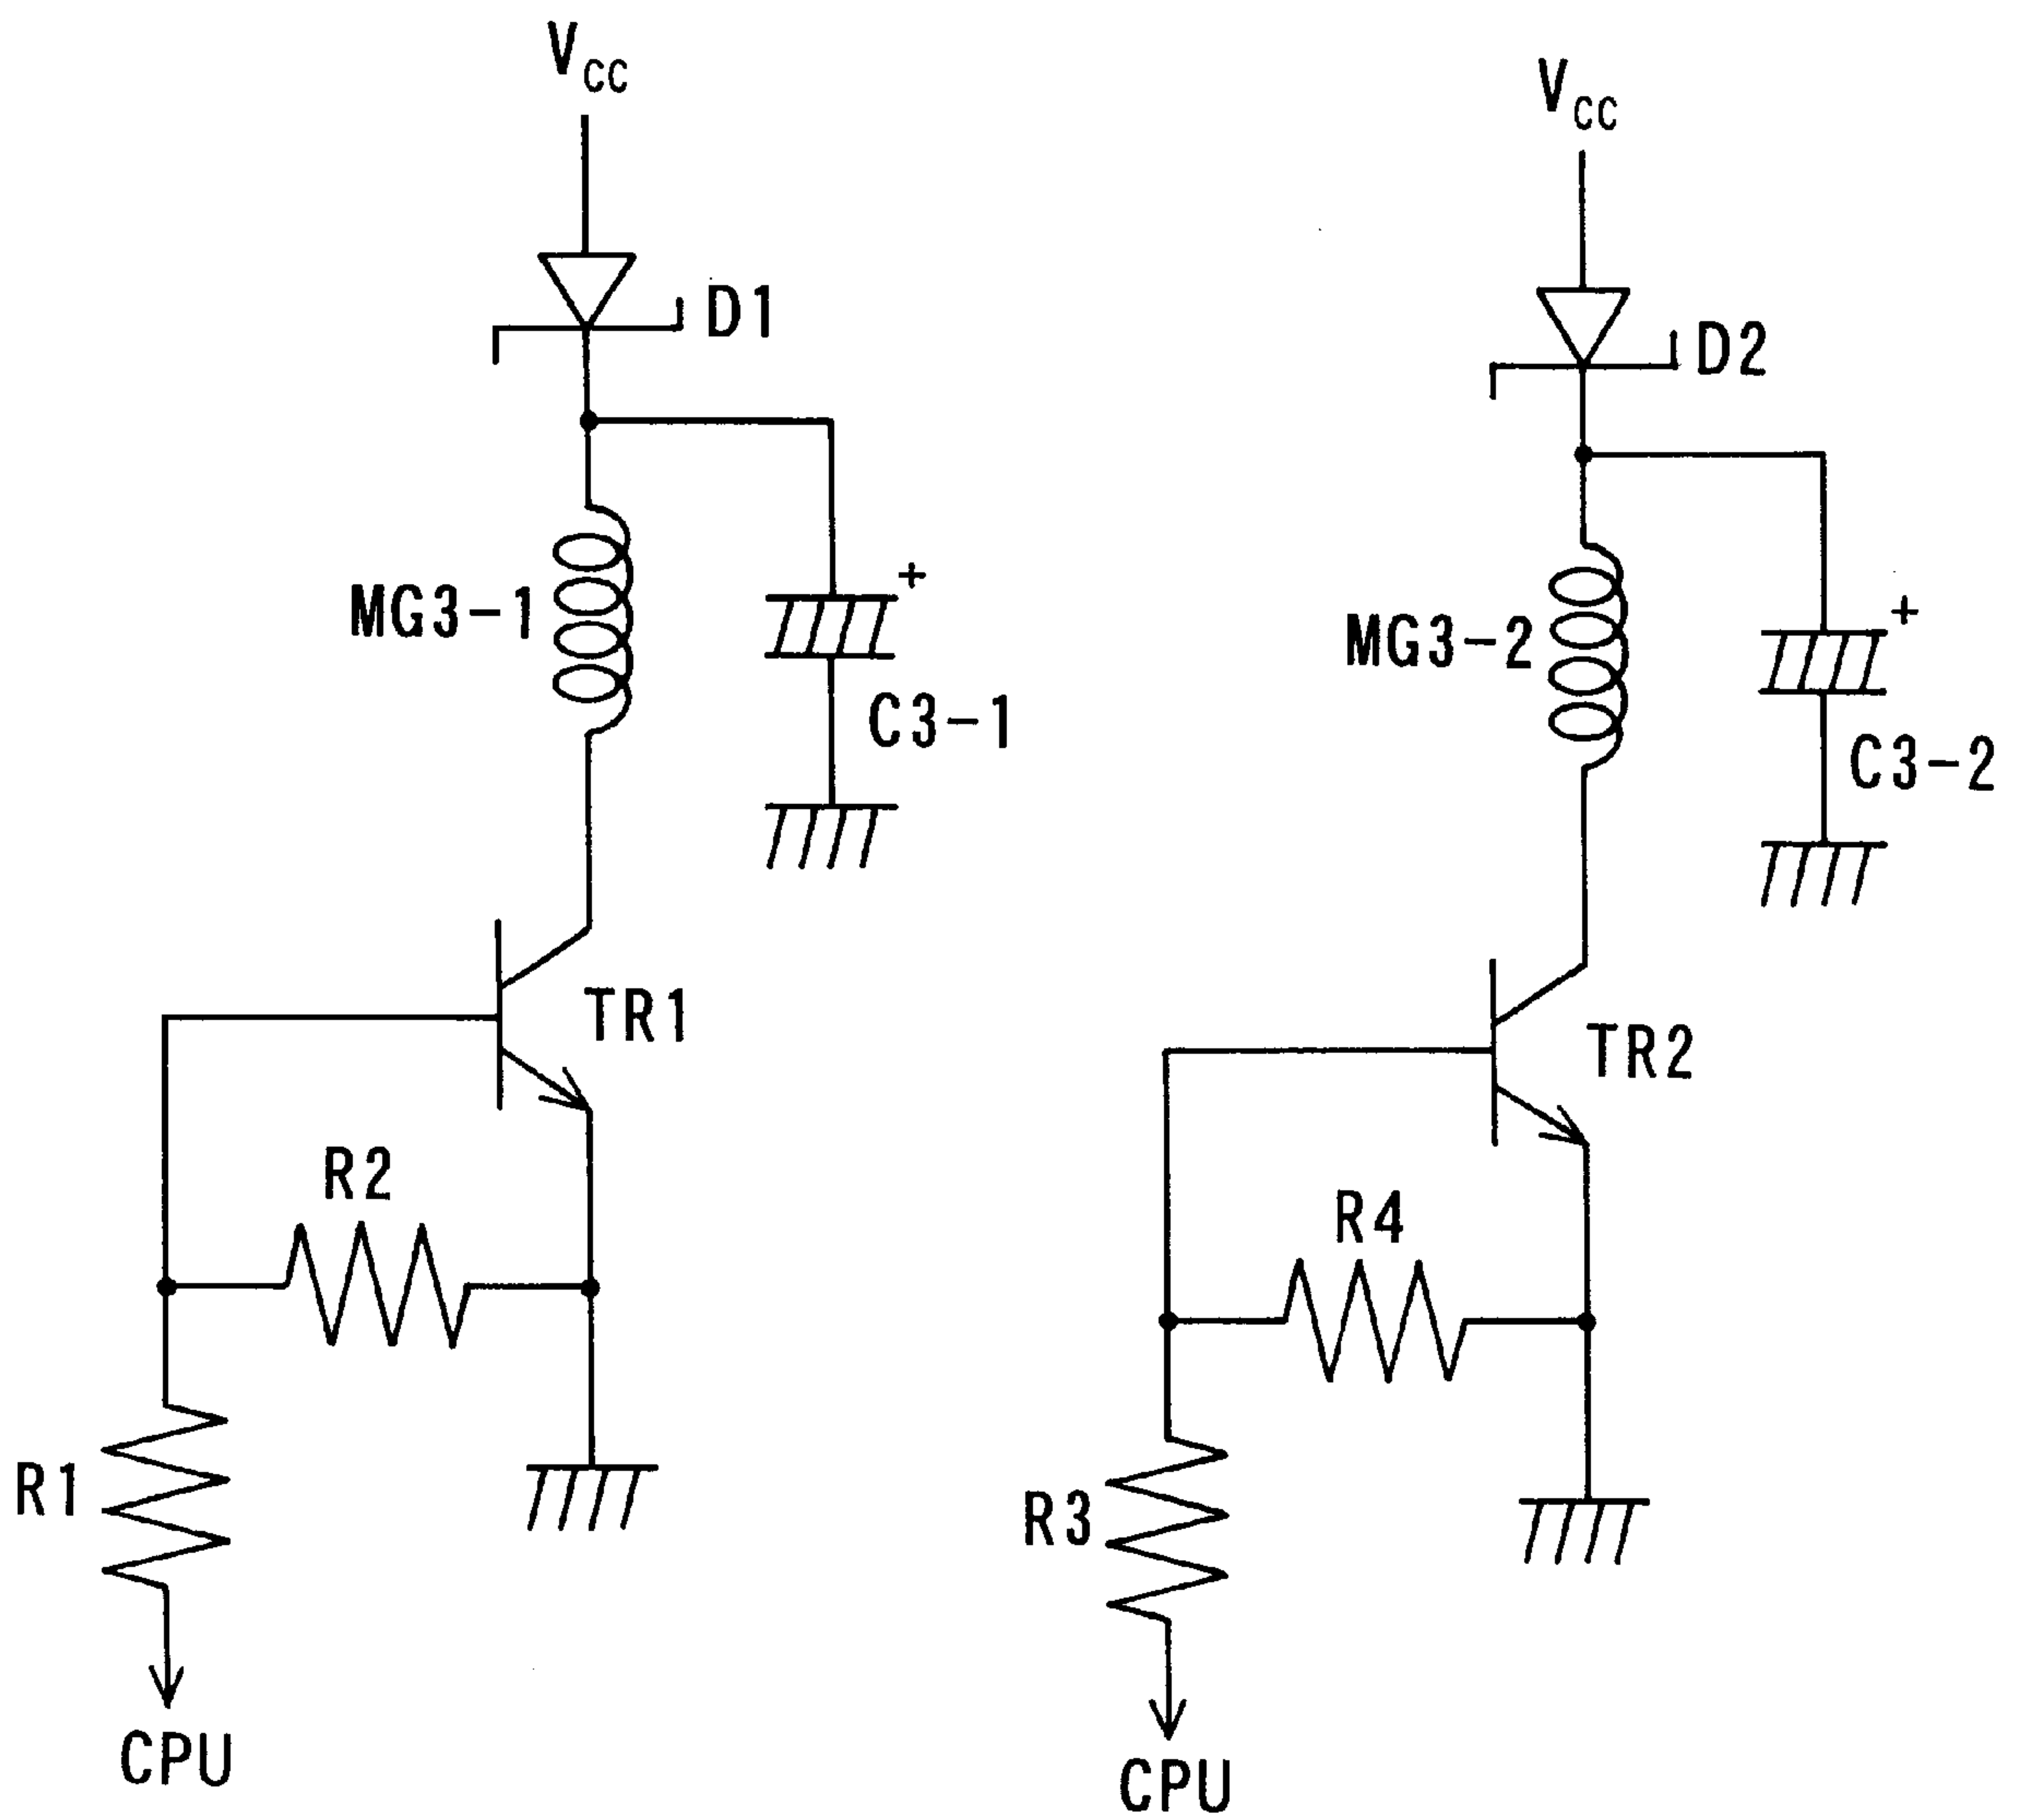 VCC
D1
MG3-1
+
C3-1
TR1
R2
R1
CPU
VCC
D2
MG3-2
+
C3-2
TR2
R4
R3
CPU